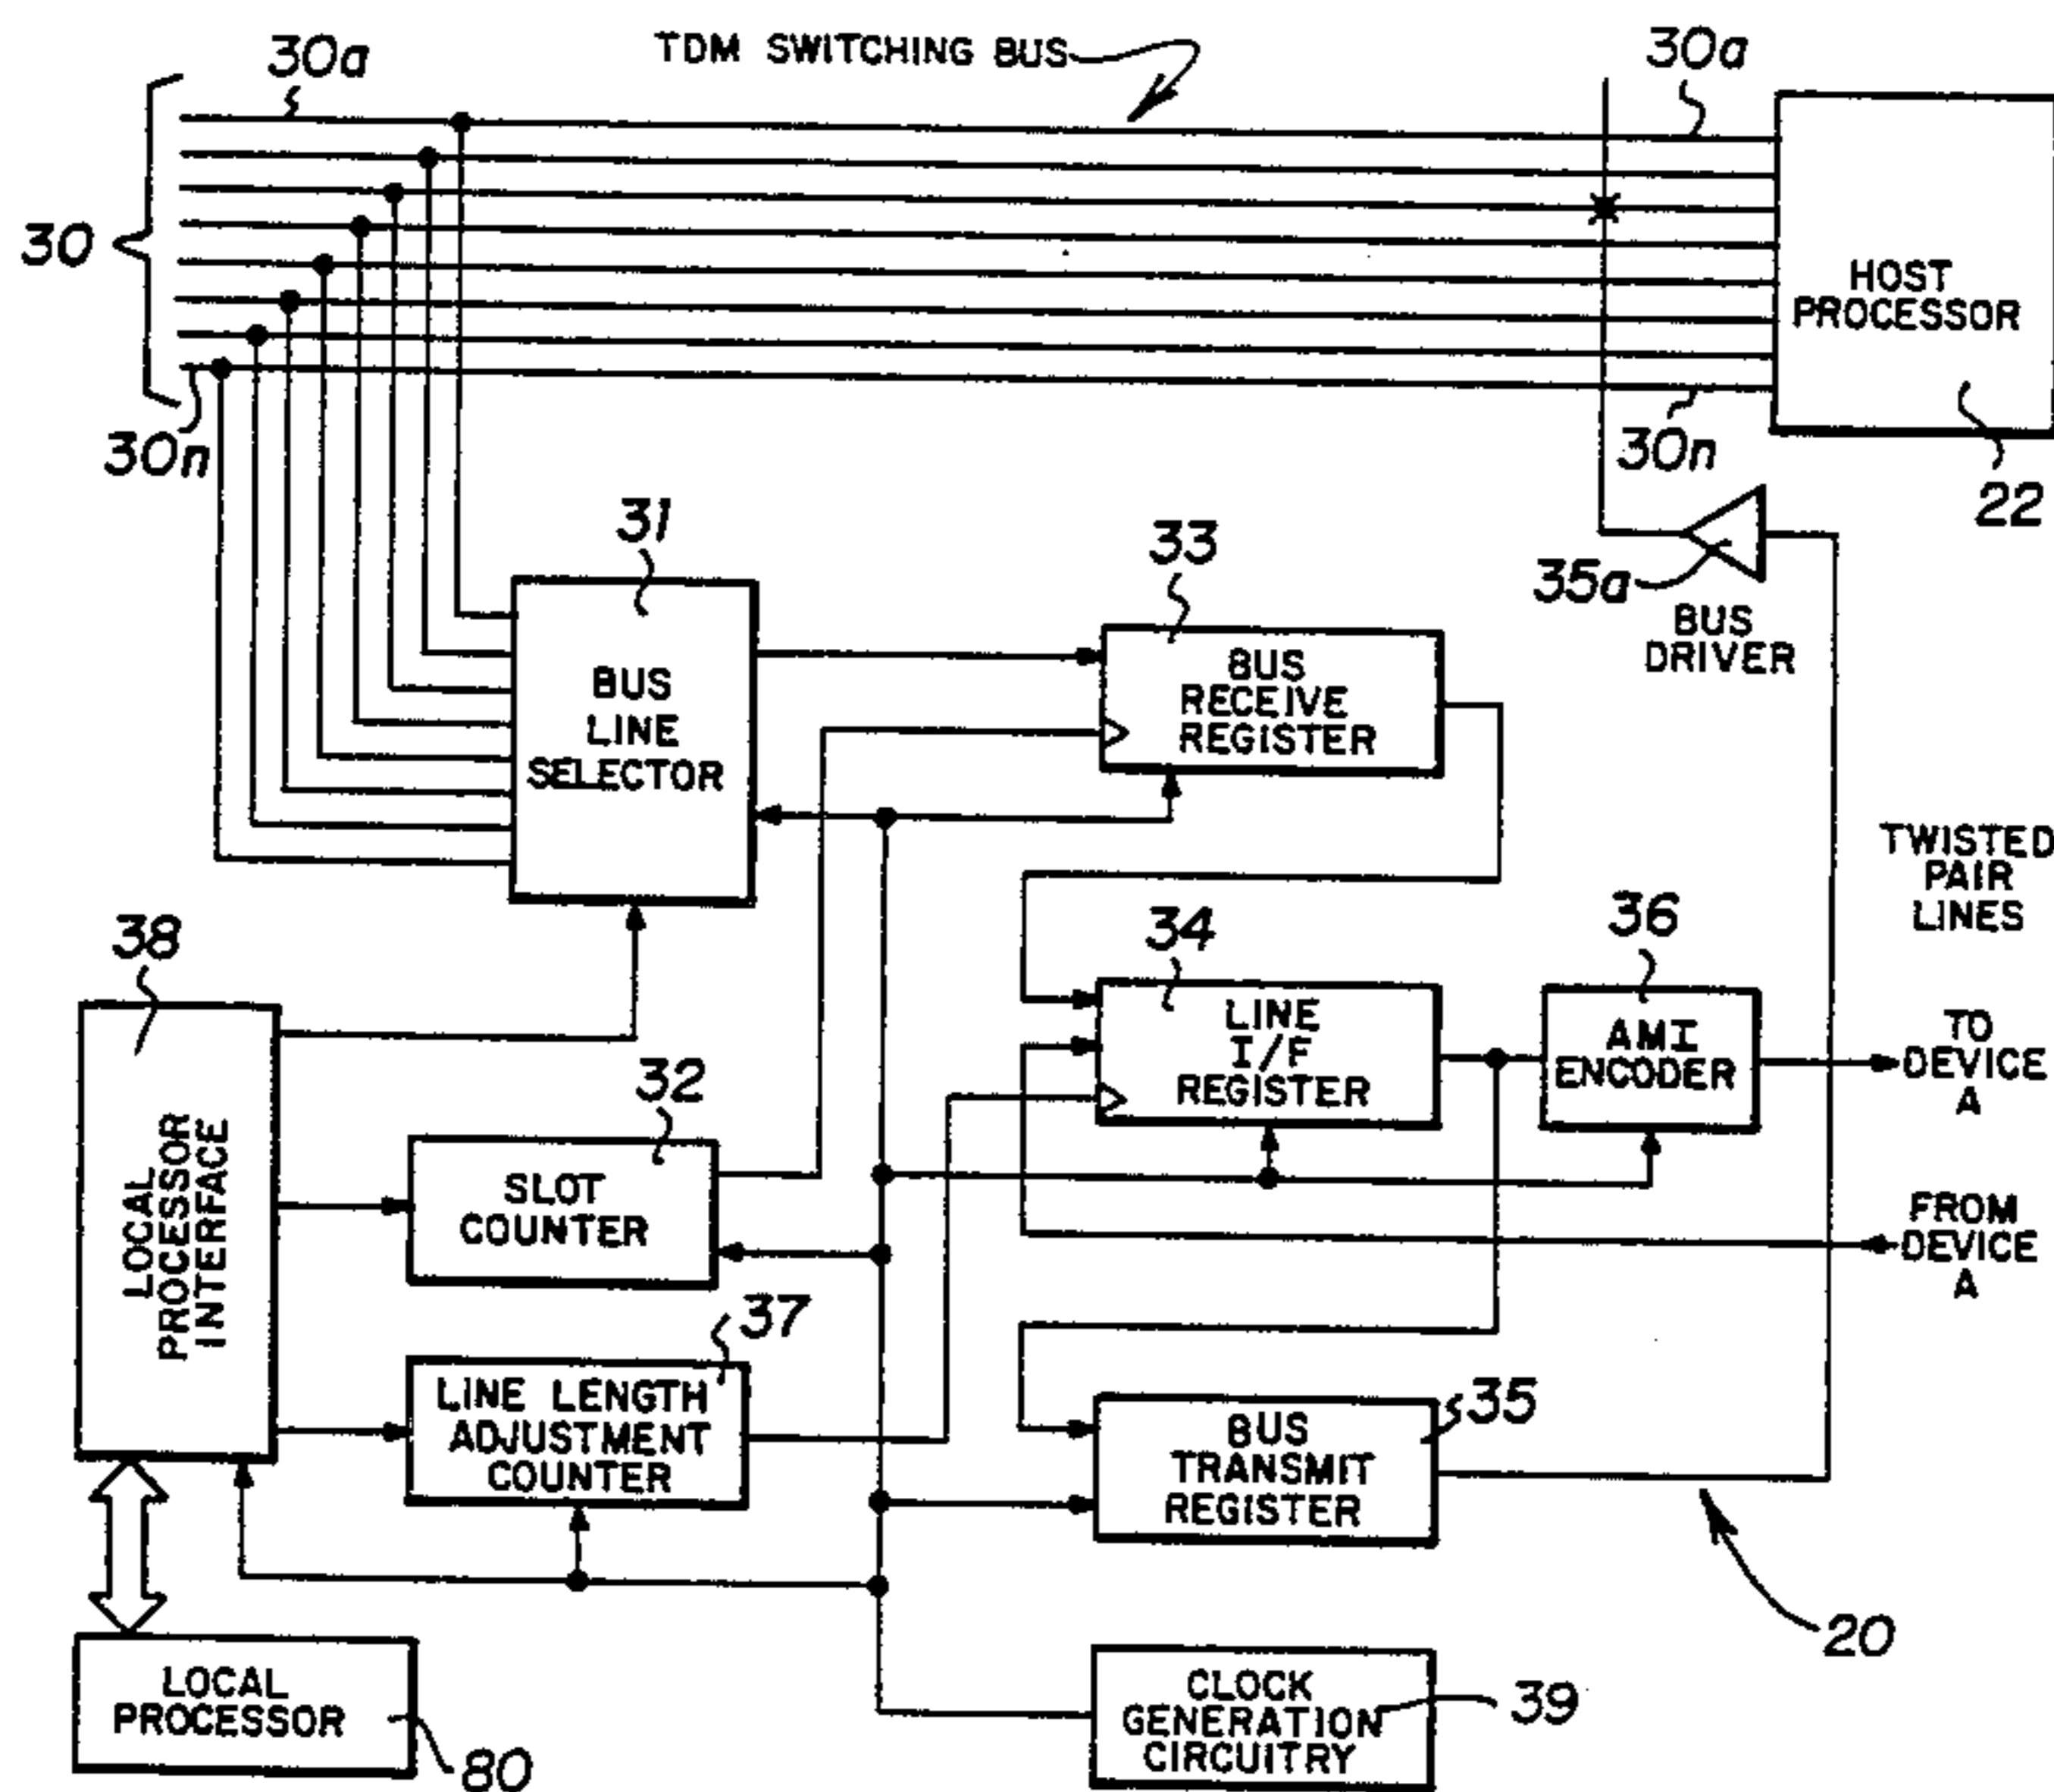 30a
TDM SWITCHING BUS
30a
30
HOST
PROCESSOR
30n
30n
22
31
33
35a
BUS
DRIVER
BUS
LINE
SELECTOR
BUS
RECEIVE
REGISTER
TWISTED
PAIR
LINES
38
34
36
LINE
I/F
REGISTER
AMI
ENCODER
TO
DEVICE
A
32
LOCAL
PROCESSOR
INTERFACE
SLOT
COUNTER
FROM
DEVICE
A
37
LINE LENGTH
ADJUSTMENT
COUNTER
35
BUS
TRANSMIT
REGISTER
20
LOCAL
PROCESSOR
80
CLOCK
GENERATION
CIRCUITRY
39